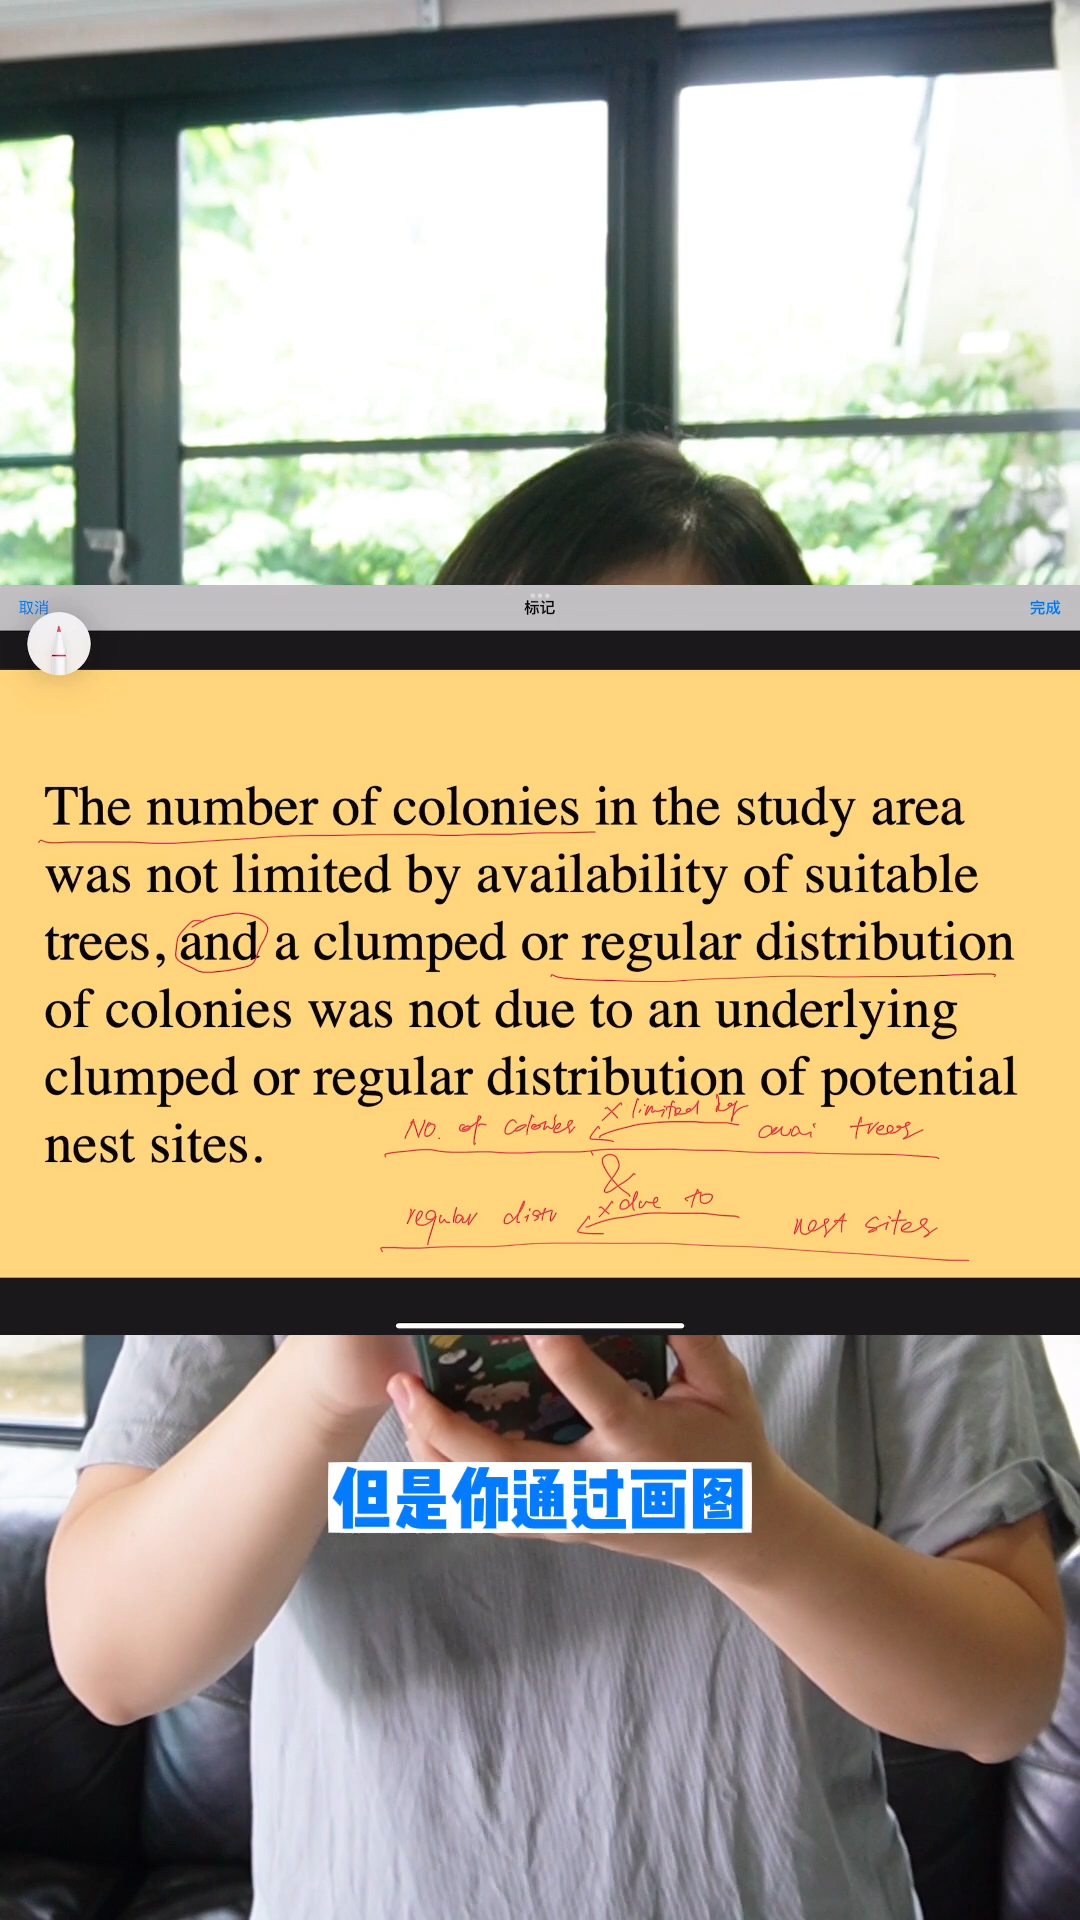 取消
标记
完成
The number of colonies in the study area
was not limited by availability of suitable
trees, and a clumped or regular distribution
of colonies was not due to an underlying
clumped or regular distribution of potential
nest sites.
NO. of colonies × limited by avai trees
&
regular distri × due to nest sites
但是你通过画图